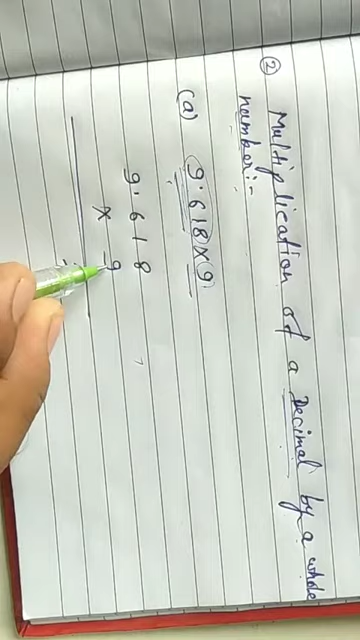 ② Multiplication of a Decimal by a whole
number:-
(a) 9.618 × 9
9.618
× 9